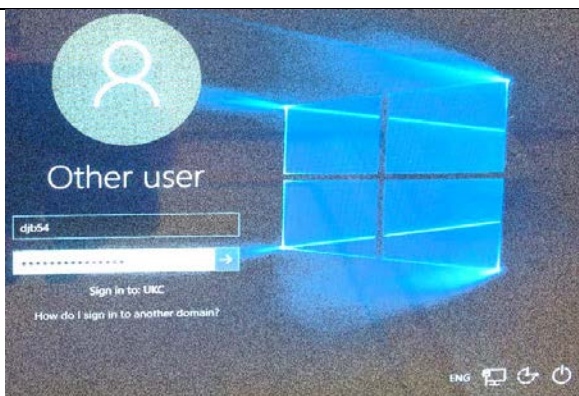 Other user
djb54
Sign in to: UKC
How do I sign in to another domain?
ENG